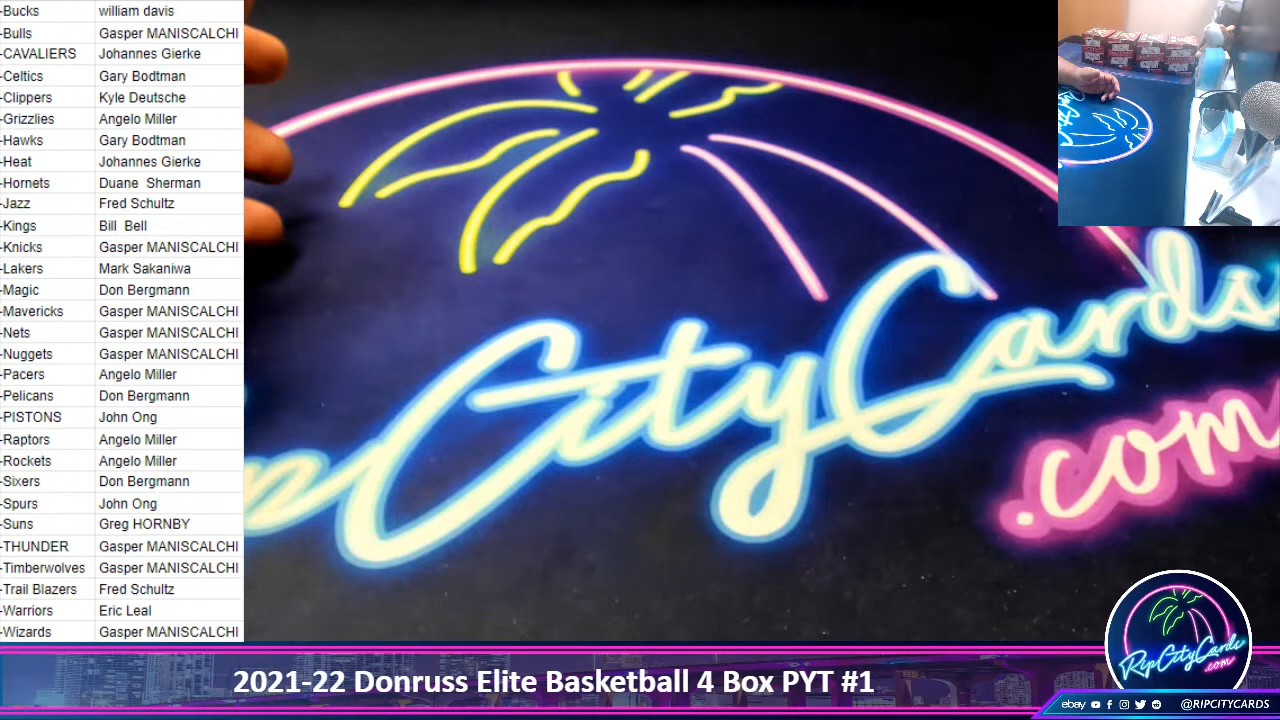 -Bucks william davis
-Bulls Gasper MANISCALCHI
-CAVALIERS Johannes Gierke
-Celtics Gary Bodtman
-Clippers Kyle Deutsche
-Grizzlies Angelo Miller
-Hawks Gary Bodtman
-Heat Johannes Gierke
-Hornets Duane Sherman
-Jazz Fred Schultz
-Kings Bill Bell
-Knicks Gasper MANISCALCHI
-Lakers Mark Sakaniwa
-Magic Don Bergmann
-Mavericks Gasper MANISCALCHI
-Nets Gasper MANISCALCHI
-Nuggets Gasper MANISCALCHI
-Pacers Angelo Miller
-Pelicans Don Bergmann
-PISTONS John Ong
-Raptors Angelo Miller
-Rockets Angelo Miller
-Sixers Don Bergmann
-Spurs John Ong
-Suns Greg HORNBY
-THUNDER Gasper MANISCALCHI
-Timberwolves Gasper MANISCALCHI
-Trail Blazers Fred Schultz
-Warriors Eric Leal
-Wizards Gasper MANISCALCHI
pCityCards
.com
RipCityCards
.com
2021-22 Donruss Elite Basketball 4 Box PYT #1
ebay @RIPCITYCARDS